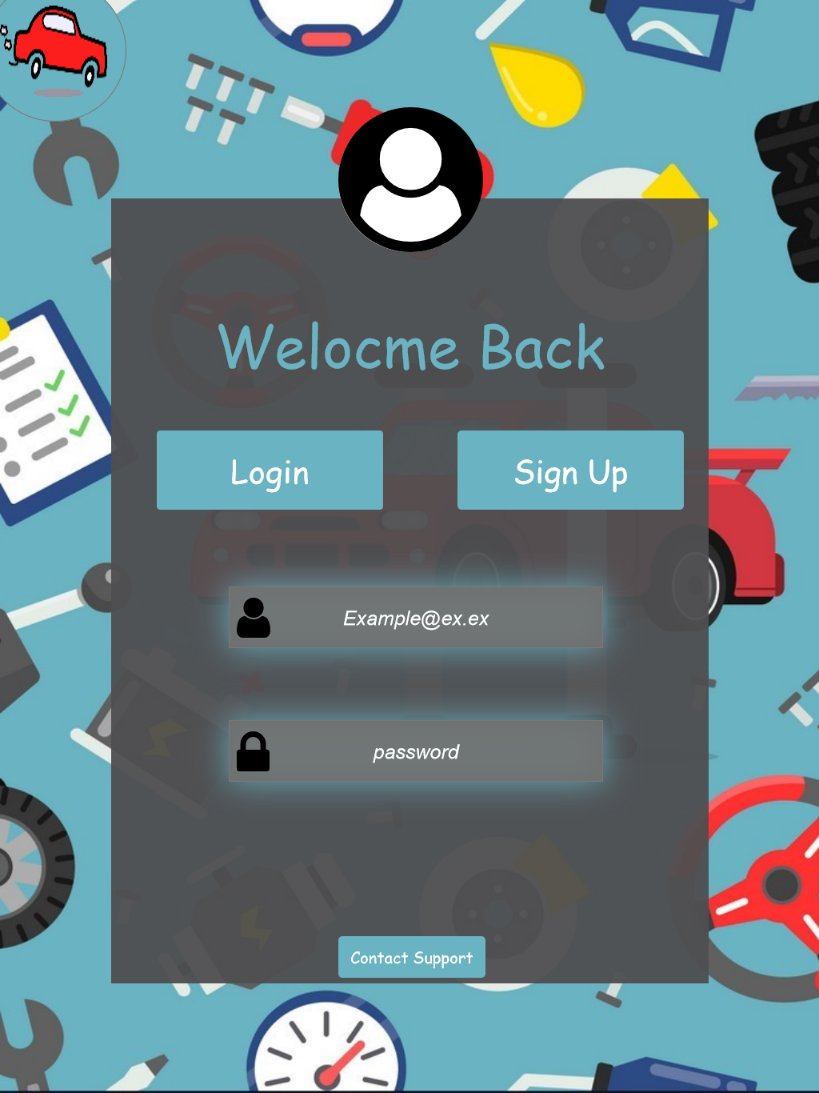 Welocme Back
Login
Sign Up
Example@ex.ex
password
Contact Support